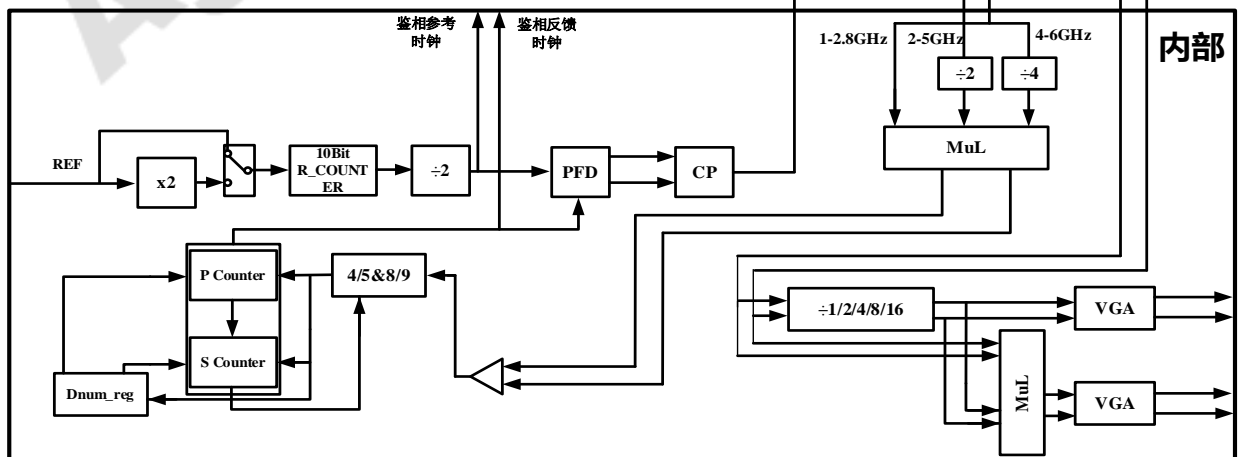 鉴相参考
时钟
鉴相反馈
时钟
1-2.8GHz
2-5GHz
4-6GHz
内部
÷2
÷4
MuL
REF
x2
10Bit
R_COUNT
ER
÷2
PFD
CP
P Counter
4/5&8/9
S Counter
Dnum_reg
÷1/2/4/8/16
VGA
MuL
VGA